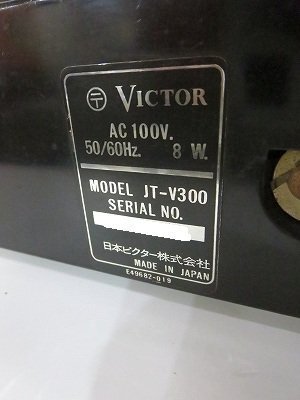 〒 VICTOR
AC 100V.
50/60Hz. 8 W.
MODEL JT-V300
SERIAL NO.
日本ビクター株式会社
MADE IN JAPAN
E49682-019